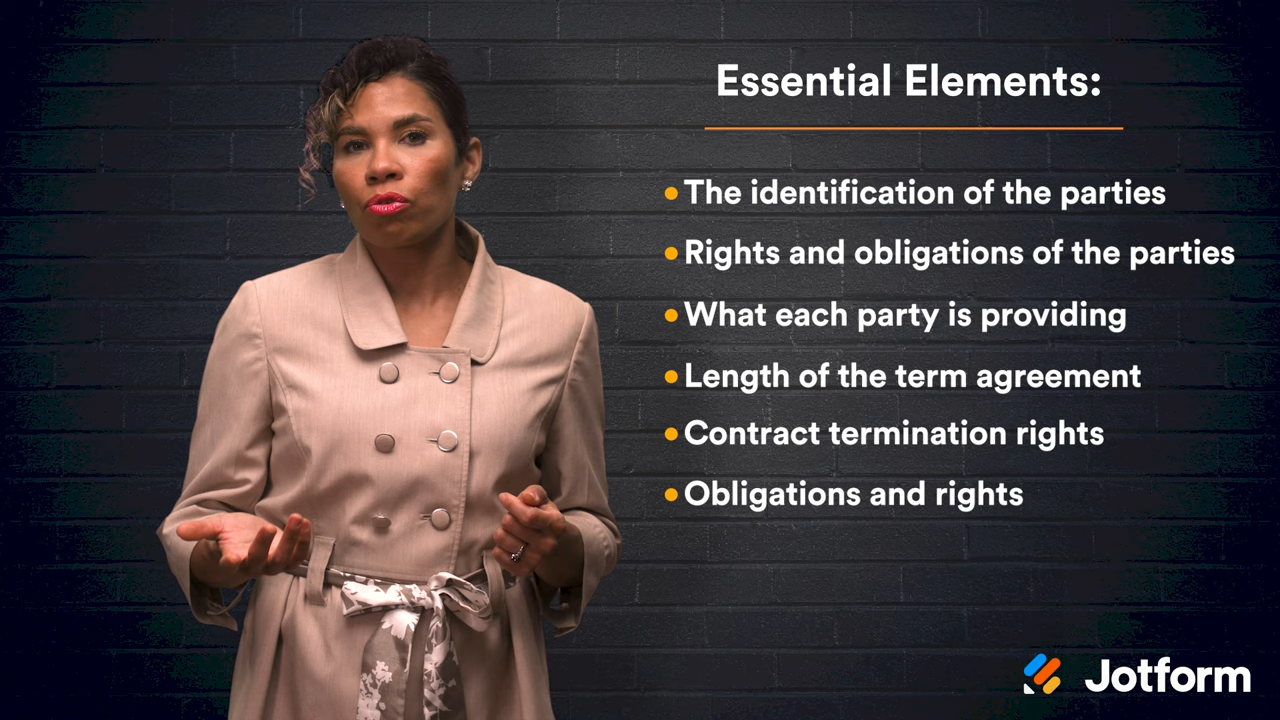 Essential Elements:
• The identification of the parties
• Rights and obligations of the parties
• What each party is providing
• Length of the term agreement
• Contract termination rights
• Obligations and rights
Jotform